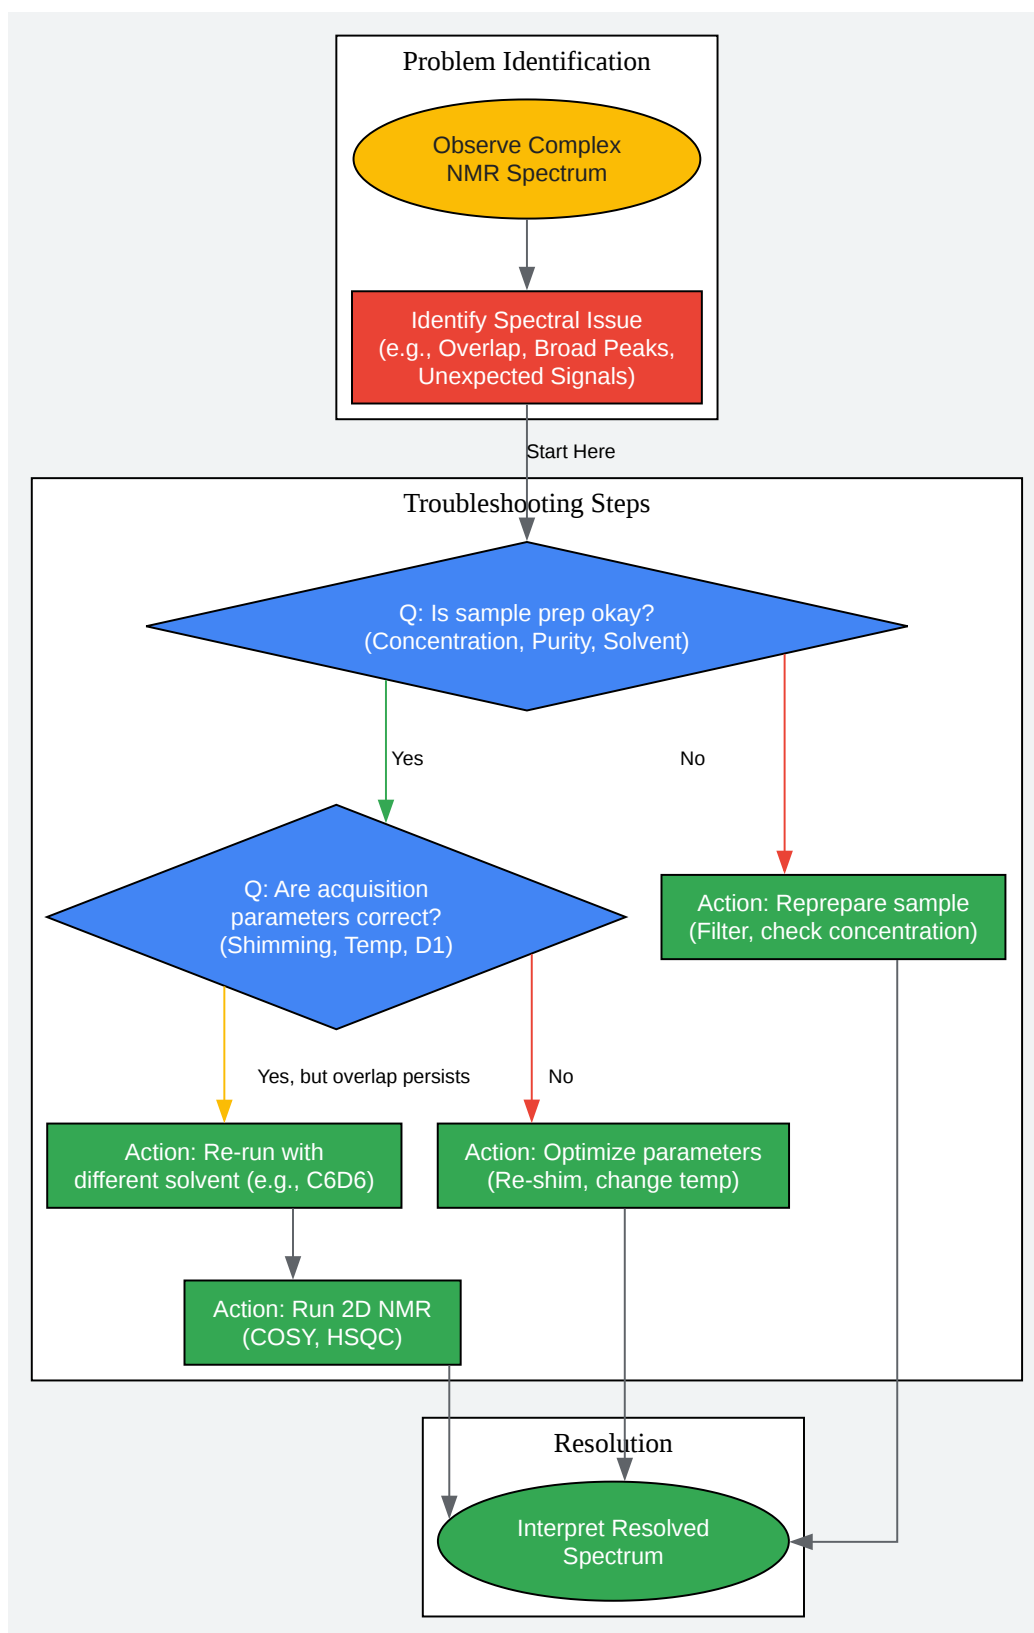 Problem Identification
Observe Complex
NMR Spectrum
Identify Spectral Issue
(e.g., Overlap, Broad Peaks,
Unexpected Signals)
Start Here
Troubleshooting Steps
Q: Is sample prep okay?
(Concentration, Purity, Solvent)
Yes
No
Q: Are acquisition
parameters correct?
(Shimming, Temp, D1)
Action: Reprepare sample
(Filter, check concentration)
Yes, but overlap persists
No
Action: Re-run with
different solvent (e.g., C6D6)
Action: Optimize parameters
(Re-shim, change temp)
Action: Run 2D NMR
(COSY, HSQC)
Resolution
Interpret Resolved
Spectrum